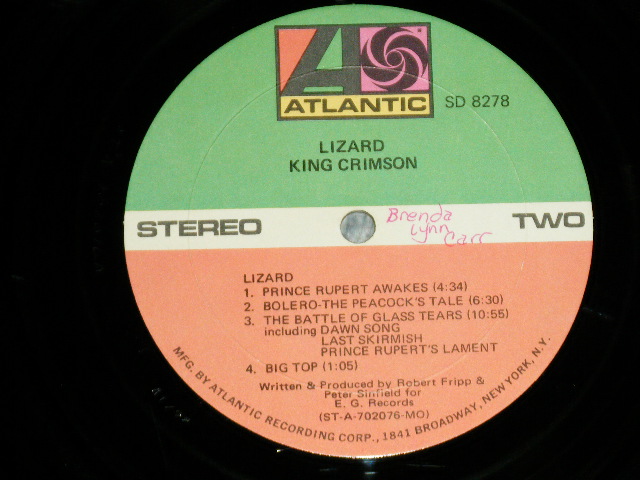 ATLANTIC
SD 8278
LIZARD
KING CRIMSON
STEREO
Brenda
Lynn
Carr
TWO
LIZARD
1. PRINCE RUPERT AWAKES (4:34)
2. BOLERO-THE PEACOCK'S TALE (6:30)
3. THE BATTLE OF GLASS TEARS (10:55)
including DAWN SONG
LAST SKIRMISH
PRINCE RUPERT'S LAMENT
4. BIG TOP (1:05)
Written & Produced by Robert Fripp &
Peter Sinfield for
E. G. Records
(ST-A-702076-MO)
MFG. BY ATLANTIC RECORDING CORP., 1841 BROADWAY, NEW YORK, N.Y.